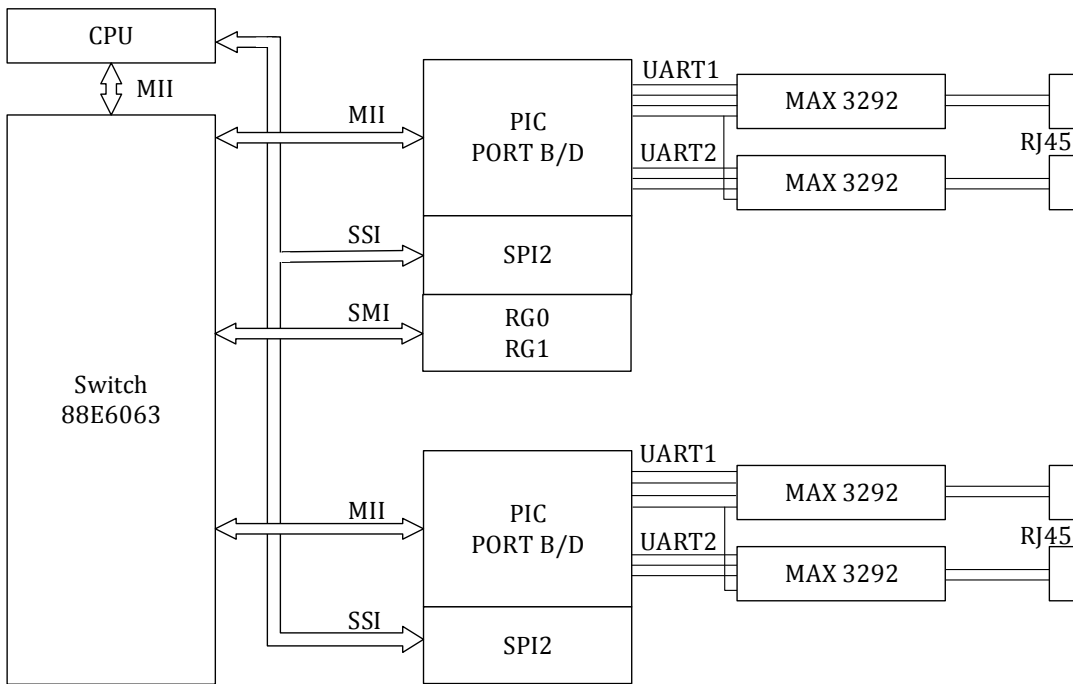 CPU
MII
Switch
88E6063
MII
SSI
SMI
PIC
PORT B/D
SPI2
RG0
RG1
UART1
UART2
MAX 3292
MAX 3292
RJ45
MII
SSI
PIC
PORT B/D
SPI2
UART1
UART2
MAX 3292
MAX 3292
RJ45